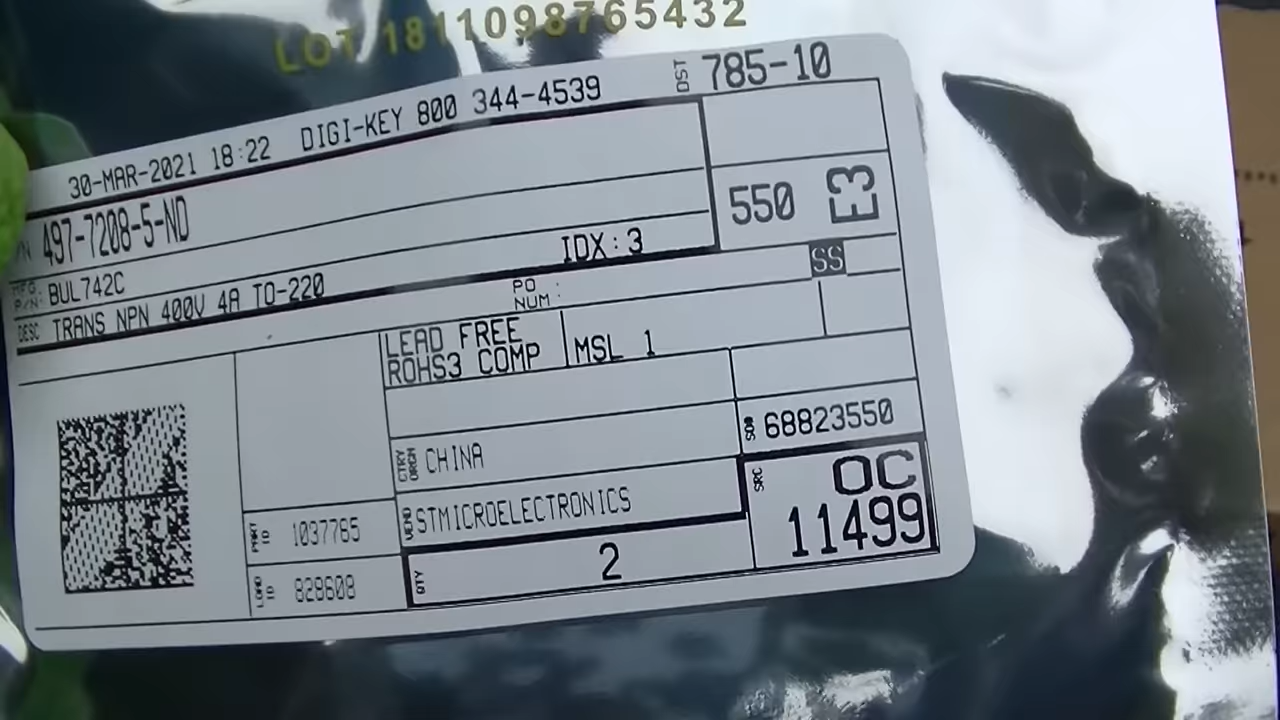 LOT 1811098765432
30-MAR-2021 18:22 DIGI-KEY 800 344-4539 DST 785-10
P/N 497-7208-5-ND
550 E3
IDX: 3
MFG. P/N: BUL742C
SS
DESC TRANS NPN 400V 4A TO-220
PO NUM :
LEAD FREE
ROHS3 COMP
MSL 1
SO# 68823550
CTRY ORGN CHINA
SRC OC
11499
VEND STMICROELECTRONICS
PART ID 1037765
QTY 2
LOAD ID 828608